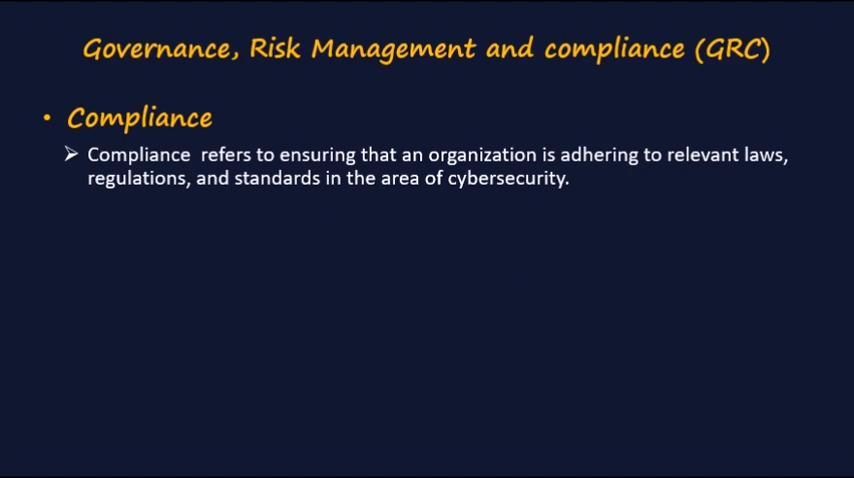 Governance, Risk Management and compliance (GRC)
• Compliance
➢ Compliance refers to ensuring that an organization is adhering to relevant laws,
regulations, and standards in the area of cybersecurity.